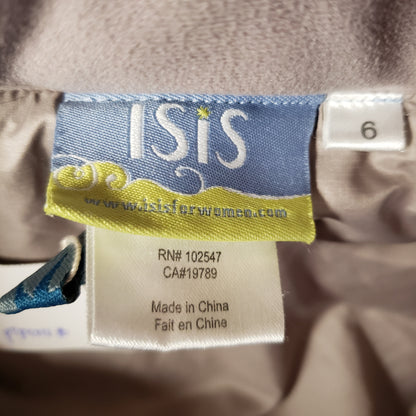 ISiS
6
www.isisforwomen.com
RN# 102547
CA#19789
Made in China
Fait en Chine